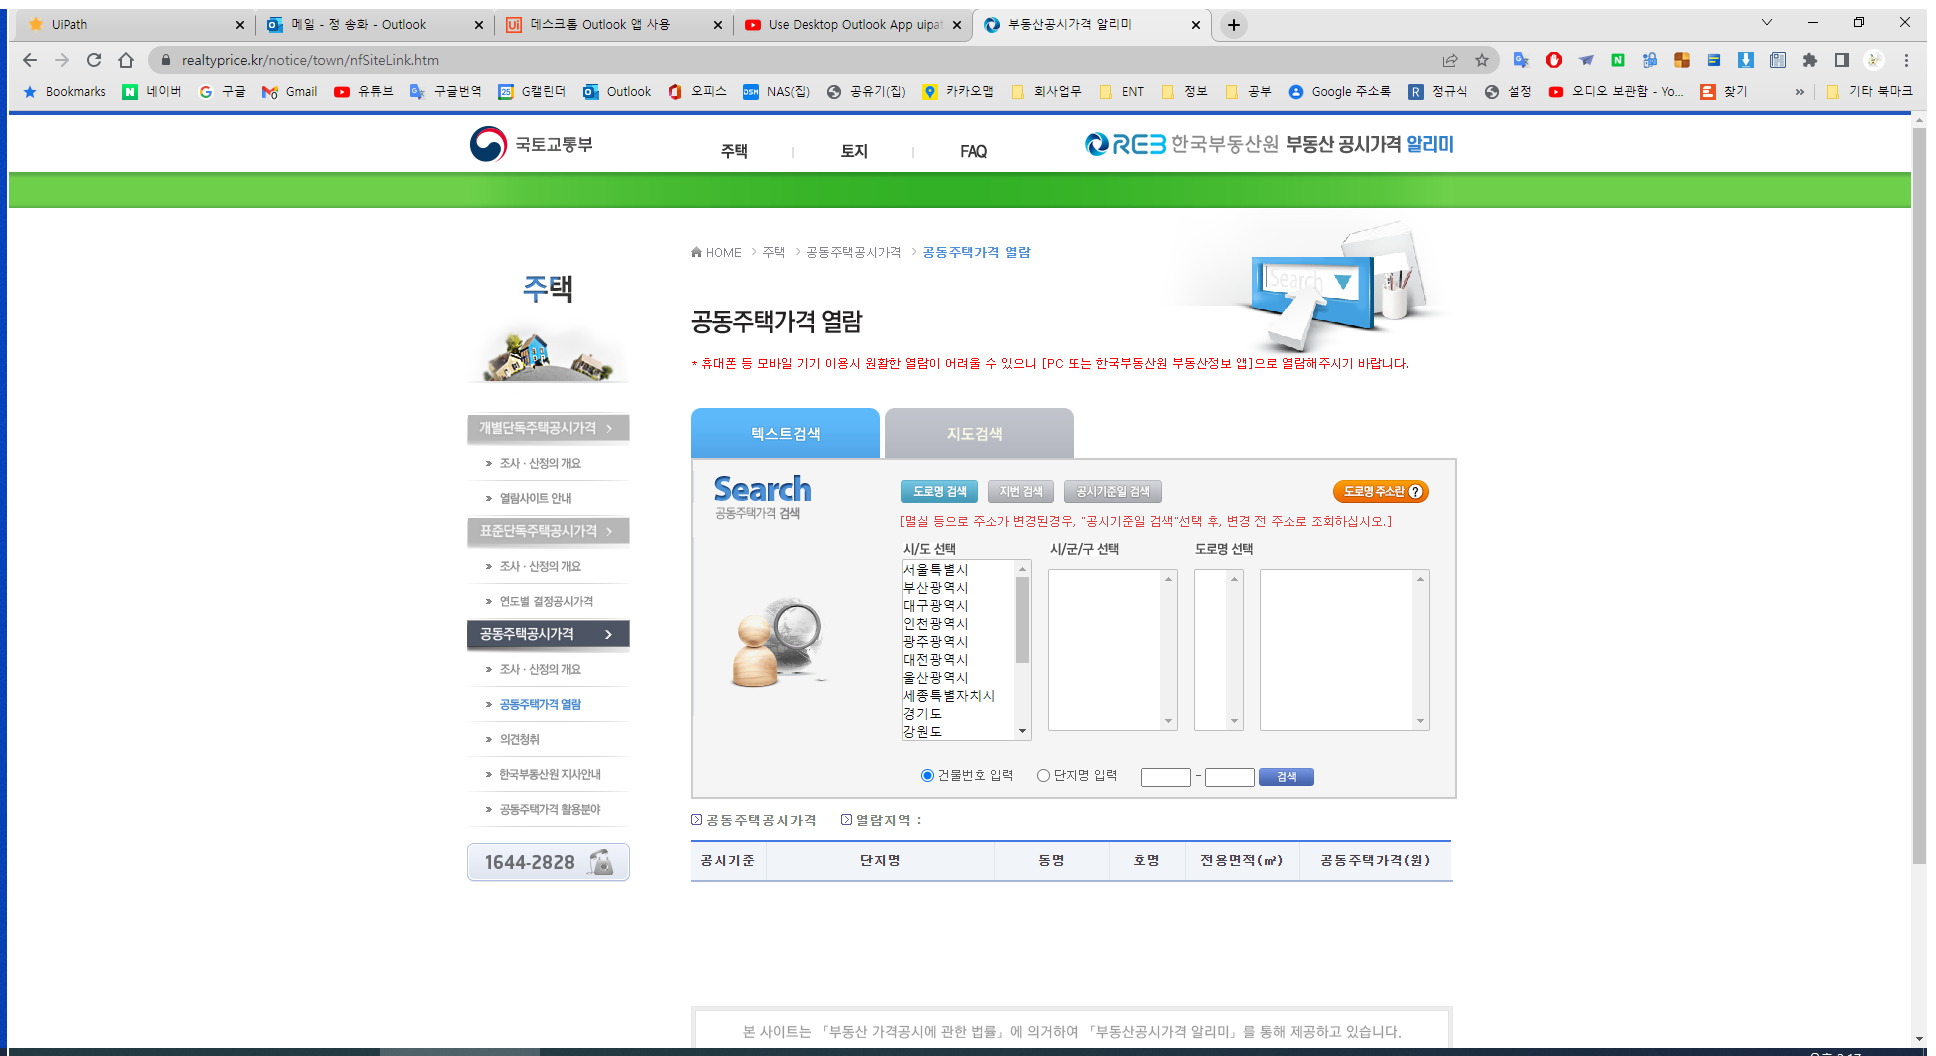 UiPath
메일 - 정 송화 - Outlook
데스크톱 Outlook 앱 사용
Use Desktop Outlook App uipat
부동산공시가격 알리미
realtyprice.kr/notice/town/nfSiteLink.htm
Bookmarks 네이버 구글 Gmail 유튜브 구글번역 G캘린더 Outlook 오피스 NAS(집) 공유기(집) 카카오맵 회사업무 ENT 정보 공부 Google 주소록 정규식 설정 오디오 보관함 - Yo... 찾기 » 기타 북마크
국토교통부 주택 토지 FAQ REB 한국부동산원 부동산 공시가격 알리미
HOME > 주택 > 공동주택공시가격 > 공동주택가격 열람
Search
주택
공동주택가격 열람
* 휴대폰 등 모바일 기기 이용시 원활한 열람이 어려울 수 있으니 [PC 또는 한국부동산원 부동산정보 앱]으로 열람해주시기 바랍니다.
개별단독주택공시가격 >
» 조사ㆍ산정의 개요
» 열람사이트 안내
표준단독주택공시가격 >
» 조사ㆍ산정의 개요
» 연도별 결정공시가격
공동주택공시가격 >
» 조사ㆍ산정의 개요
» 공동주택가격 열람
» 의견청취
» 한국부동산원 지사안내
» 공동주택가격 활용분야
1644-2828
텍스트검색 지도검색
Search
공동주택가격 검색
도로명 검색 지번 검색 공시기준일 검색 도로명 주소란 ?
[멸실 등으로 주소가 변경된경우, "공시기준일 검색"선택 후, 변경 전 주소로 조회하십시오.]
시/도 선택 시/군/구 선택 도로명 선택
서울특별시
부산광역시
대구광역시
인천광역시
광주광역시
대전광역시
울산광역시
세종특별자치시
경기도
강원도
건물번호 입력 단지명 입력 - 검색
공동주택공시가격 열람지역 :
공시기준 단지명 동명 호명 전용면적(㎡) 공동주택가격(원)
본 사이트는 「부동산 가격공시에 관한 법률」에 의거하여 「부동산공시가격 알리미」를 통해 제공하고 있습니다.